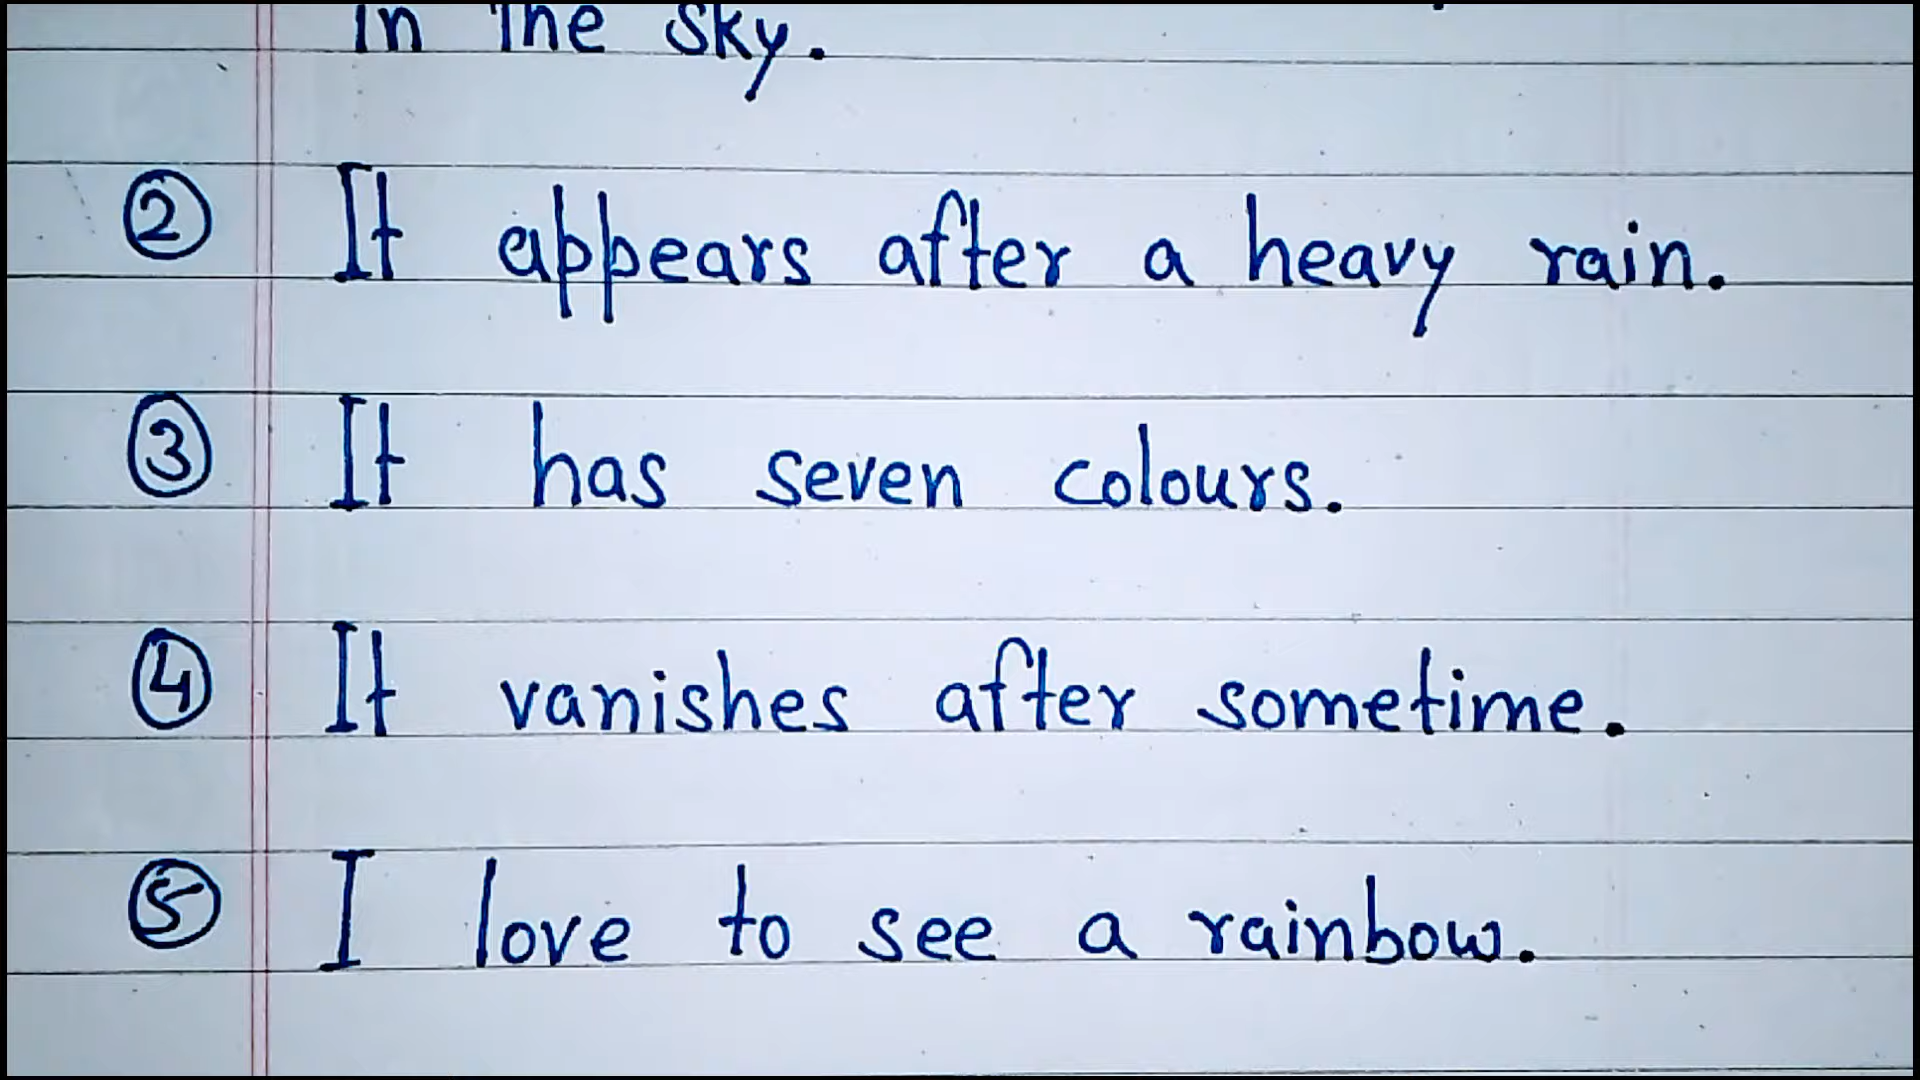 in the sky.
② It appears after a heavy rain.
③ It has seven colours.
④ It vanishes after sometime.
⑤ I love to see a rainbow.